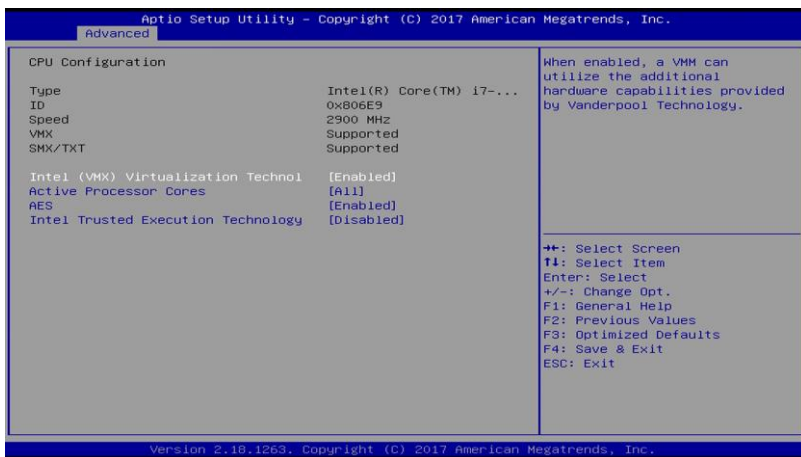 Aptio Setup Utility – Copyright (C) 2017 American Megatrends, Inc.
Advanced
CPU Configuration
Type Intel(R) Core(TM) i7-...
ID 0x806E9
Speed 2900 MHz
VMX Supported
SMX/TXT Supported
Intel (VMX) Virtualization Technol [Enabled]
Active Processor Cores [All]
AES [Enabled]
Intel Trusted Execution Technology [Disabled]
When enabled, a VMM can
utilize the additional
hardware capabilities provided
by Vanderpool Technology.
→←: Select Screen
↑↓: Select Item
Enter: Select
+/-: Change Opt.
F1: General Help
F2: Previous Values
F3: Optimized Defaults
F4: Save & Exit
ESC: Exit
Version 2.18.1263. Copyright (C) 2017 American Megatrends, Inc.